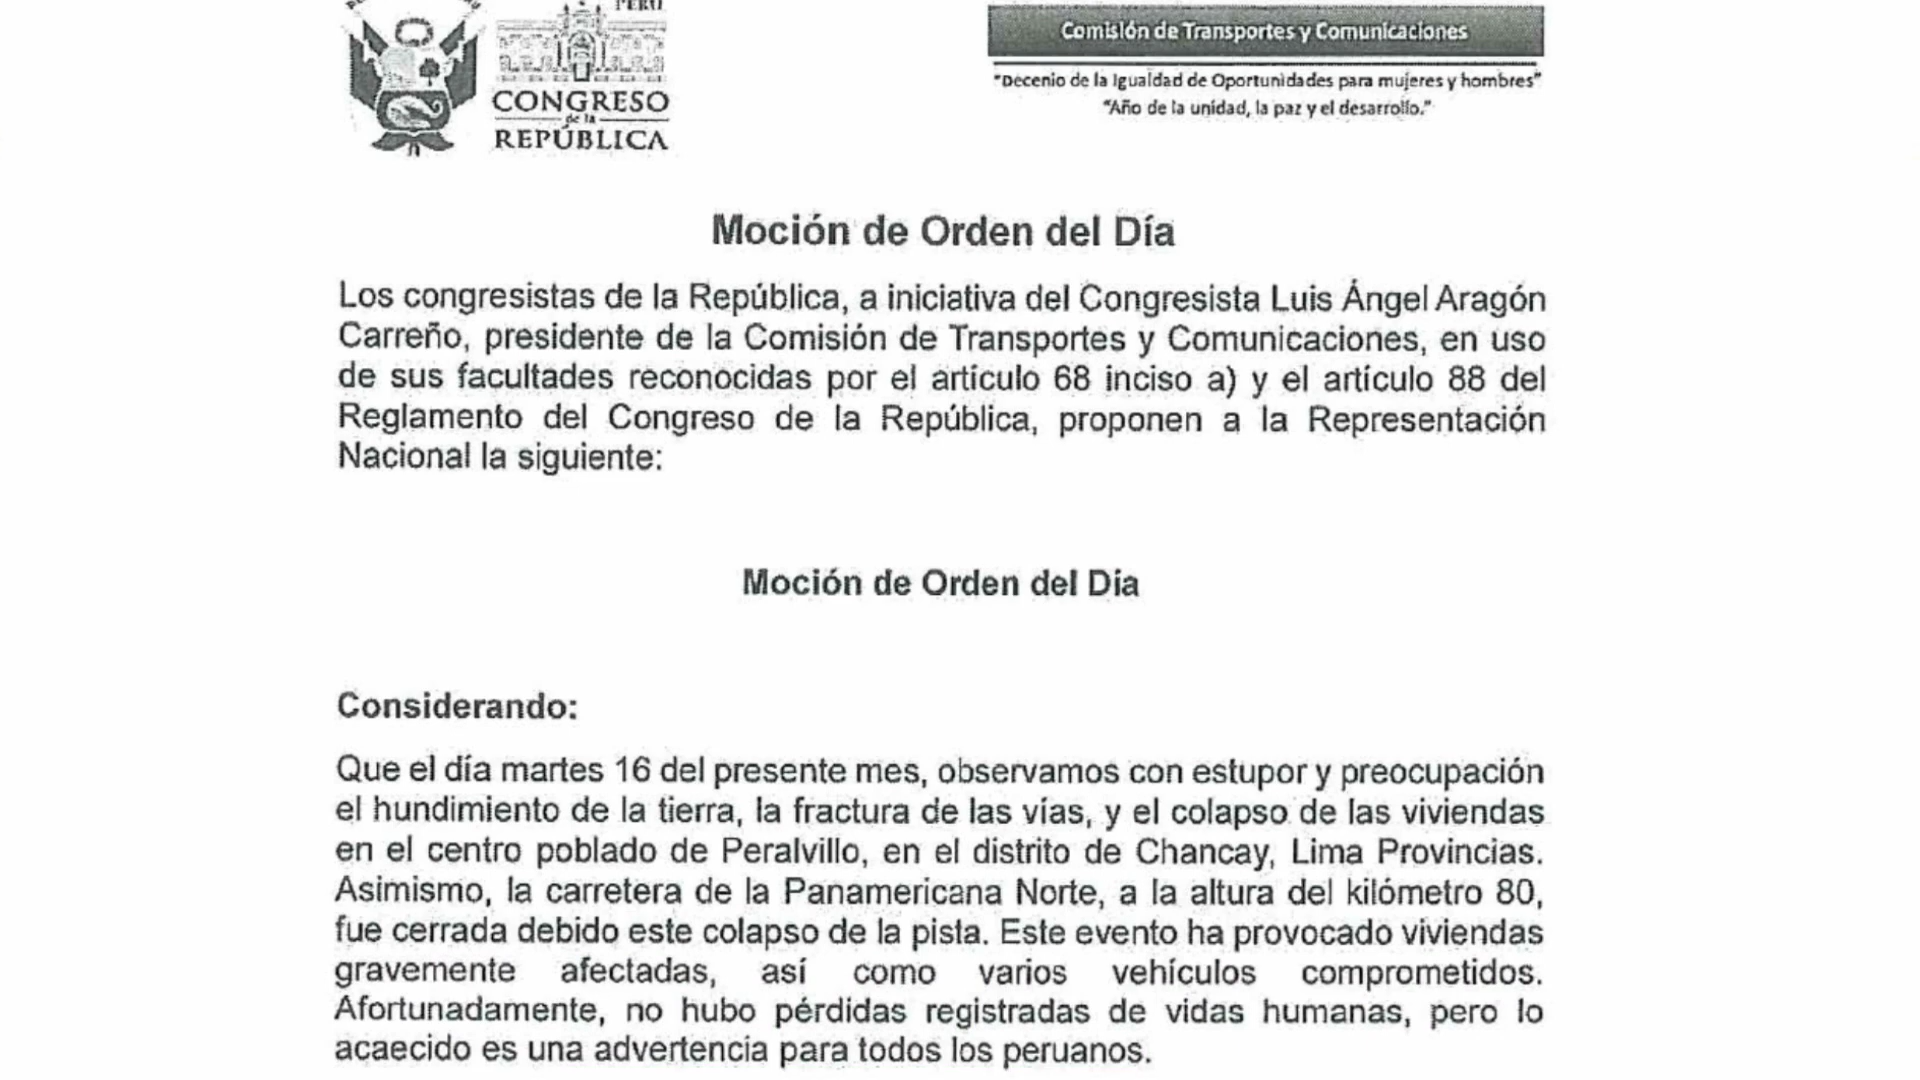 PERÚ
CONGRESO
de la
REPÚBLICA
Comisión de Transportes y Comunicaciones
"Decenio de la Igualdad de Oportunidades para mujeres y hombres"
"Año de la unidad, la paz y el desarrollo."
Moción de Orden del Día
Los congresistas de la República, a iniciativa del Congresista Luis Ángel Aragón
Carreño, presidente de la Comisión de Transportes y Comunicaciones, en uso
de sus facultades reconocidas por el artículo 68 inciso a) y el artículo 88 del
Reglamento del Congreso de la República, proponen a la Representación
Nacional la siguiente:
Moción de Orden del Día
Considerando:
Que el día martes 16 del presente mes, observamos con estupor y preocupación
el hundimiento de la tierra, la fractura de las vías, y el colapso de las viviendas
en el centro poblado de Peralvillo, en el distrito de Chancay, Lima Provincias.
Asimismo, la carretera de la Panamericana Norte, a la altura del kilómetro 80,
fue cerrada debido este colapso de la pista. Este evento ha provocado viviendas
gravemente afectadas, así como varios vehículos comprometidos.
Afortunadamente, no hubo pérdidas registradas de vidas humanas, pero lo
acaecido es una advertencia para todos los peruanos.